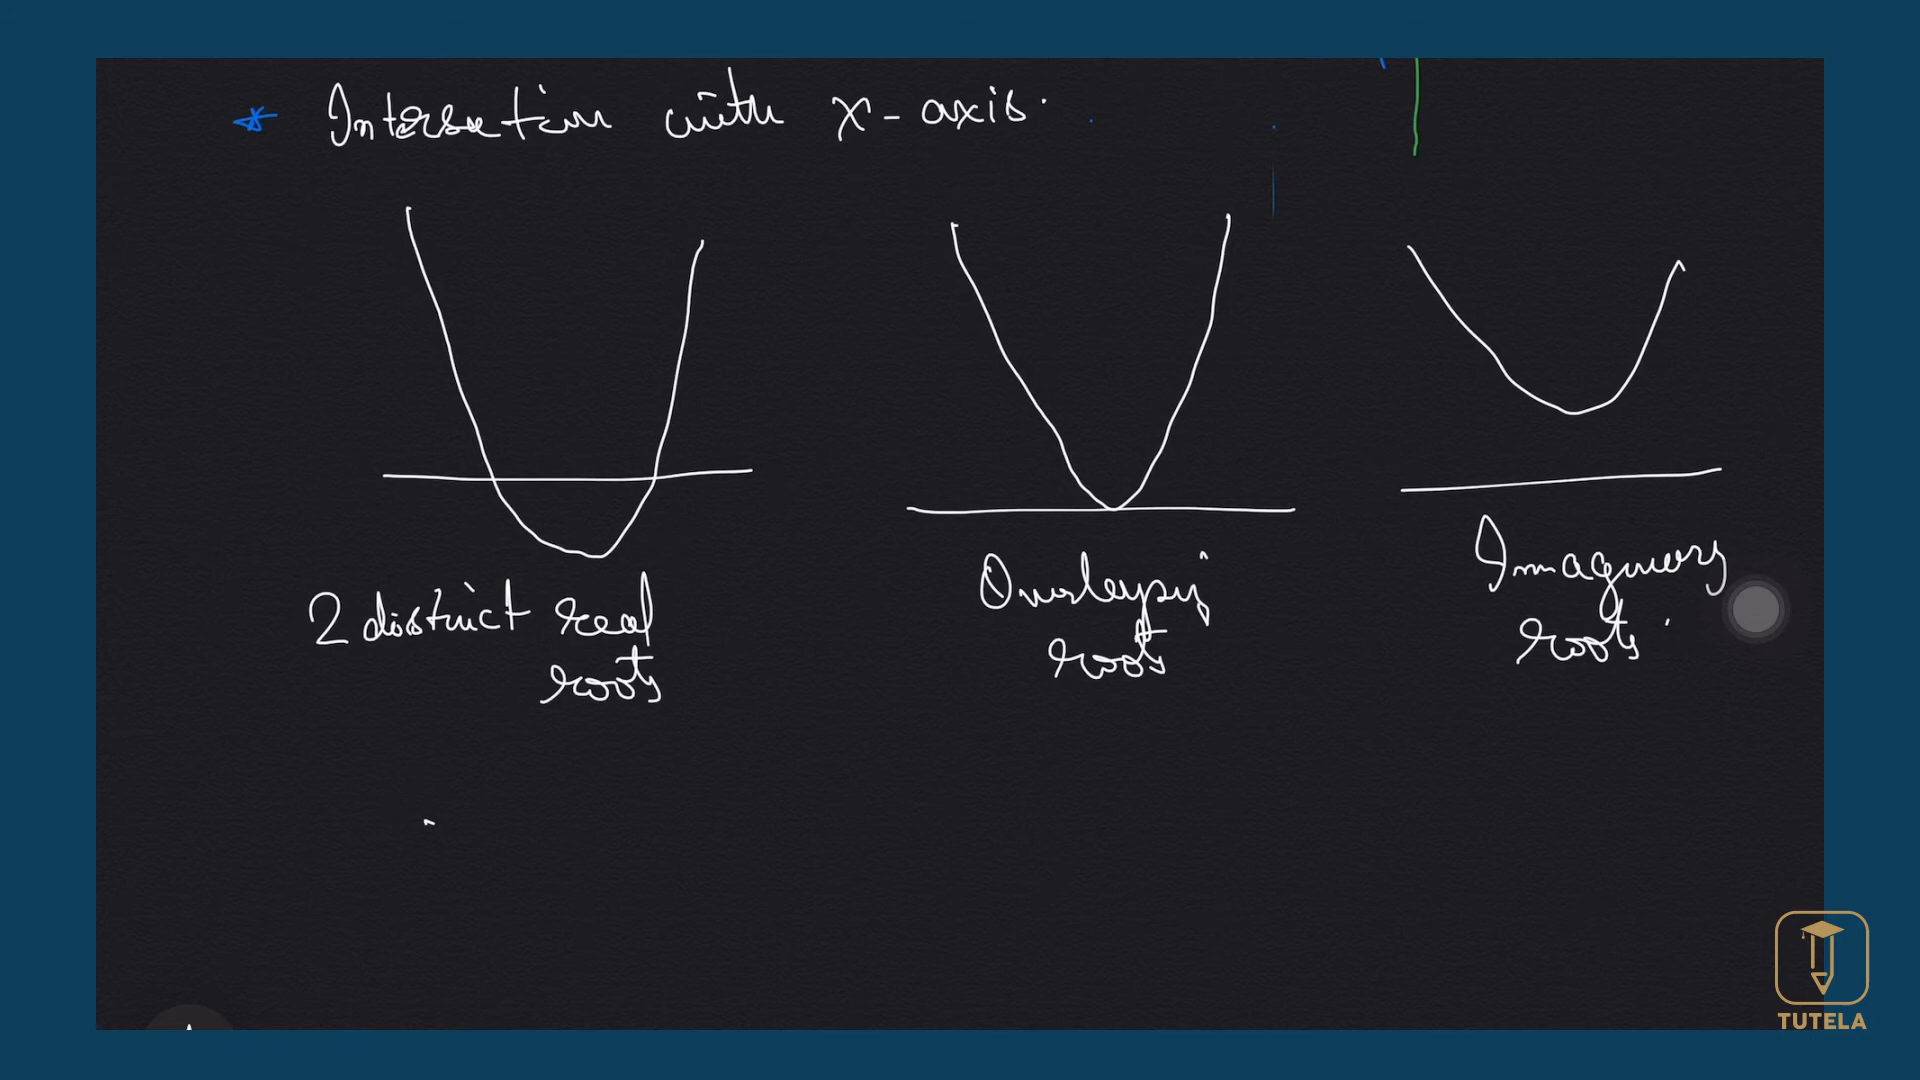 * Intersection with x-axis.
2 distinct real
roots
Overlapping
roots
Imaginary
roots.
TUTELA